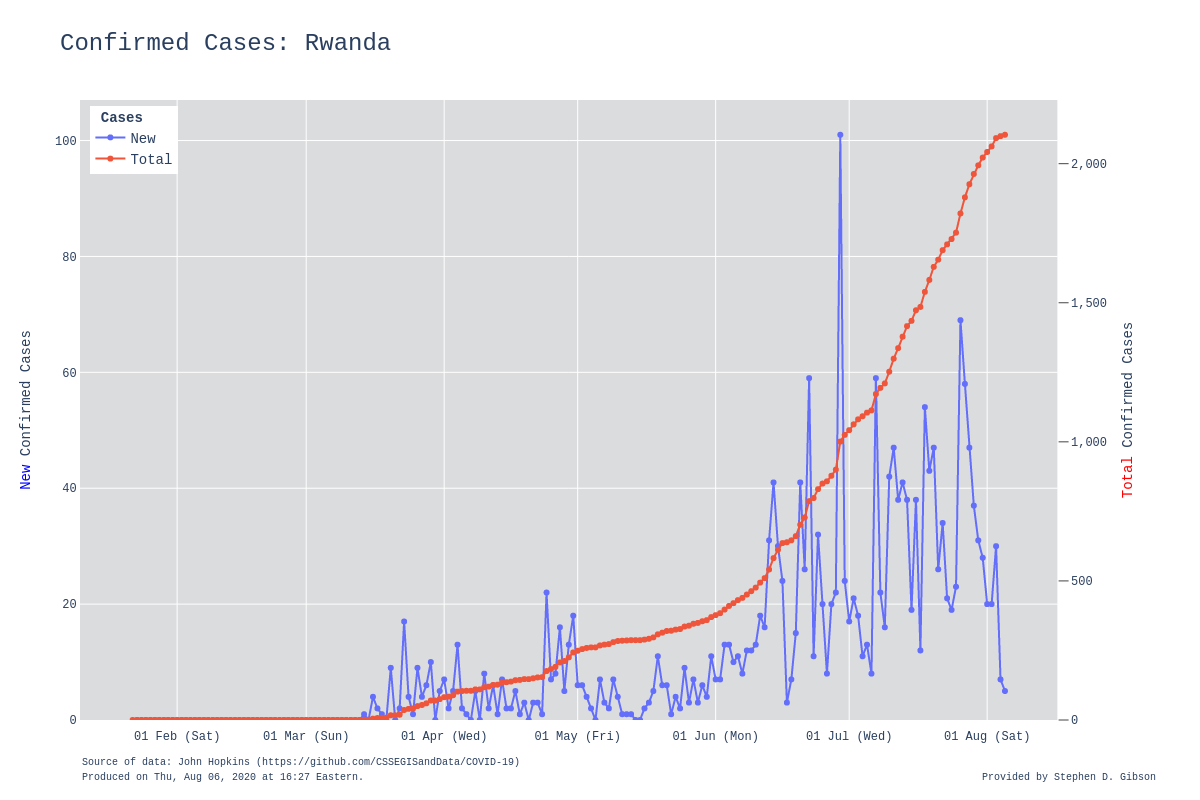 Confirmed Cases: Rwanda
Cases
New
Total
100
80
60
40
20
0
2,000
1,500
1,000
500
0
New Confirmed Cases
Total Confirmed Cases
01 Feb (Sat)
01 Mar (Sun)
01 Apr (Wed)
01 May (Fri)
01 Jun (Mon)
01 Jul (Wed)
01 Aug (Sat)
Source of data: John Hopkins (https://github.com/CSSEGISandData/COVID-19)
Produced on Thu, Aug 06, 2020 at 16:27 Eastern.
Provided by Stephen D. Gibson